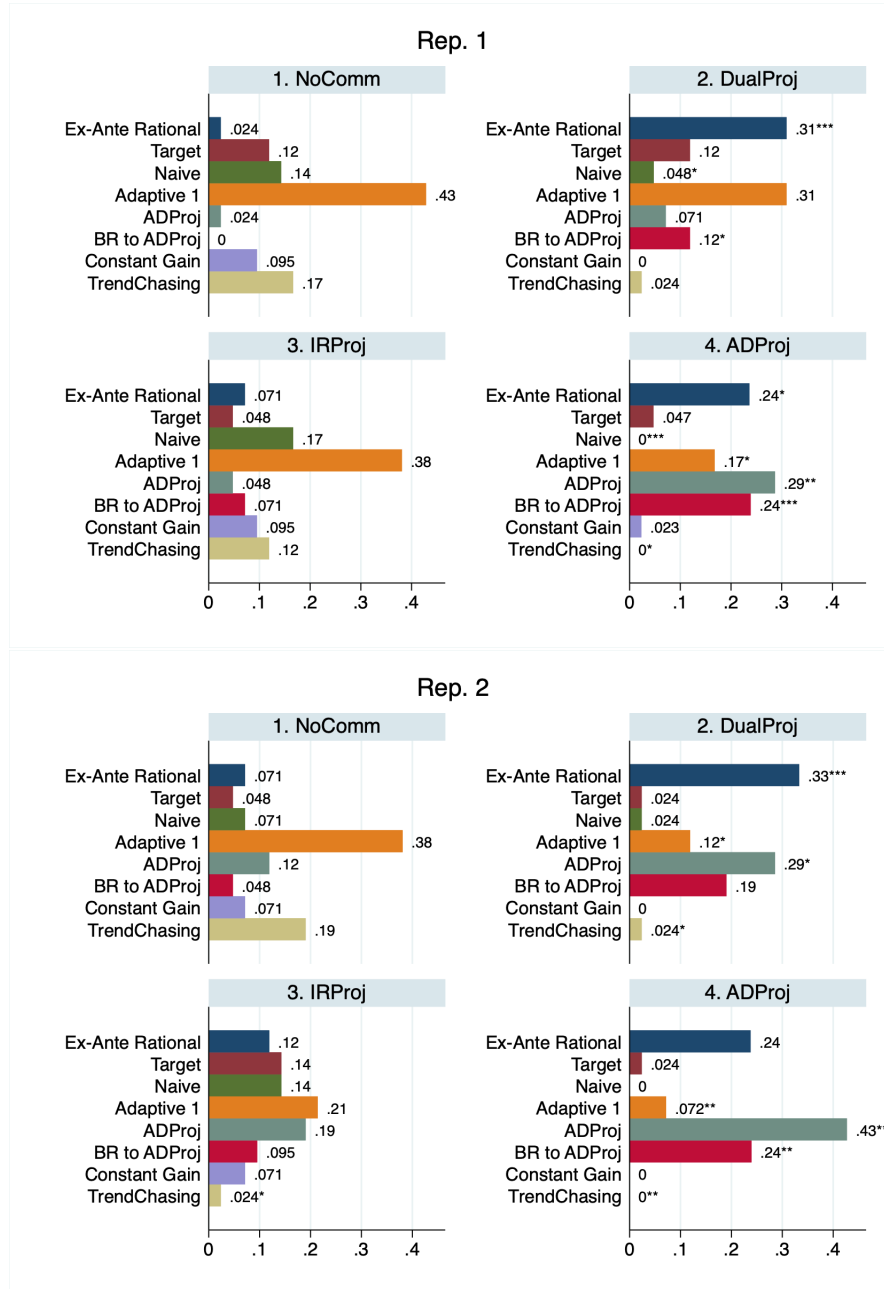 Rep. 1
1. NoComm
Ex-Ante Rational .024
Target .12
Naive .14
Adaptive 1 .43
ADProj .024
BR to ADProj 0
Constant Gain .095
TrendChasing .17
2. DualProj
Ex-Ante Rational .31***
Target .12
Naive .048*
Adaptive 1 .31
ADProj .071
BR to ADProj .12*
Constant Gain 0
TrendChasing .024
3. IRProj
Ex-Ante Rational .071
Target .048
Naive .17
Adaptive 1 .38
ADProj .048
BR to ADProj .071
Constant Gain .095
TrendChasing .12
0 .1 .2 .3 .4
4. ADProj
Ex-Ante Rational .24*
Target .047
Naive 0***
Adaptive 1 .17*
ADProj .29**
BR to ADProj .24***
Constant Gain .023
TrendChasing 0*
0 .1 .2 .3 .4
Rep. 2
1. NoComm
Ex-Ante Rational .071
Target .048
Naive .071
Adaptive 1 .38
ADProj .12
BR to ADProj .048
Constant Gain .071
TrendChasing .19
2. DualProj
Ex-Ante Rational .33***
Target .024
Naive .024
Adaptive 1 .12*
ADProj .29*
BR to ADProj .19
Constant Gain 0
TrendChasing .024*
3. IRProj
Ex-Ante Rational .12
Target .14
Naive .14
Adaptive 1 .21
ADProj .19
BR to ADProj .095
Constant Gain .071
TrendChasing .024*
0 .1 .2 .3 .4
4. ADProj
Ex-Ante Rational .24
Target .024
Naive 0
Adaptive 1 .072**
ADProj .43**
BR to ADProj .24**
Constant Gain 0
TrendChasing 0**
0 .1 .2 .3 .4